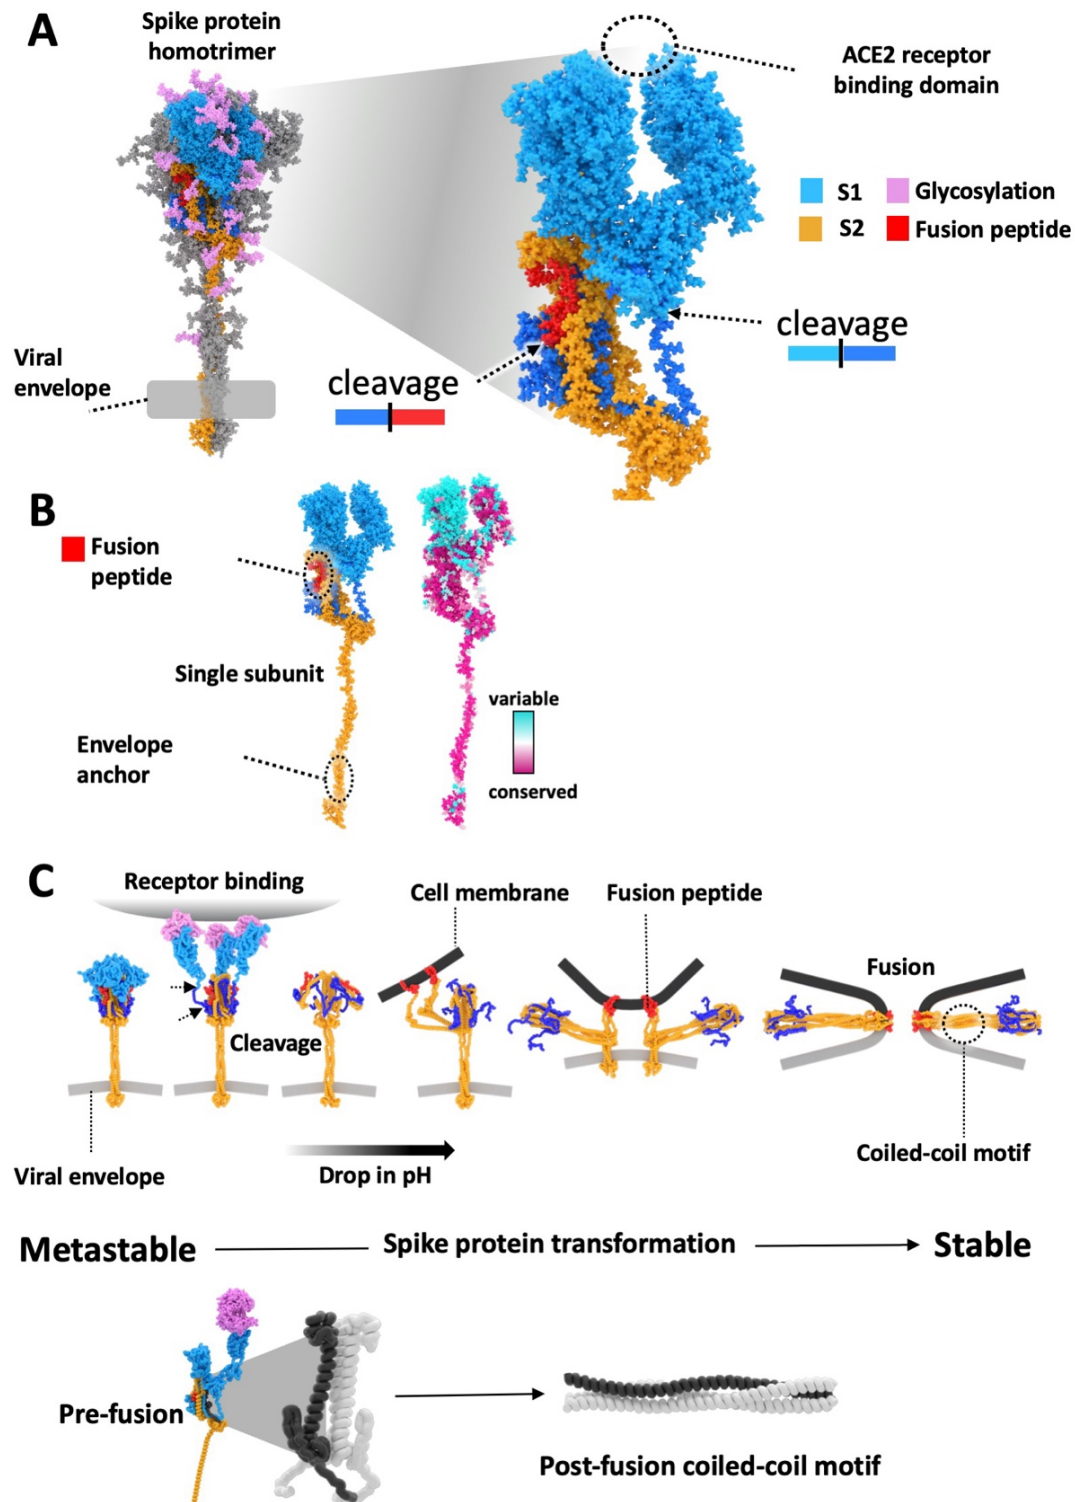 A
Spike protein
homotrimer
ACE2 receptor
binding domain
S1
Glycosylation
S2
Fusion peptide
cleavage
Viral
envelope
cleavage
B
Fusion
peptide
Single subunit
variable
Envelope
anchor
conserved
C
Receptor binding
Cell membrane
Fusion peptide
Fusion
Cleavage
Coiled-coil motif
Viral envelope
Drop in pH
Metastable
Spike protein transformation
Stable
Pre-fusion
Post-fusion coiled-coil motif